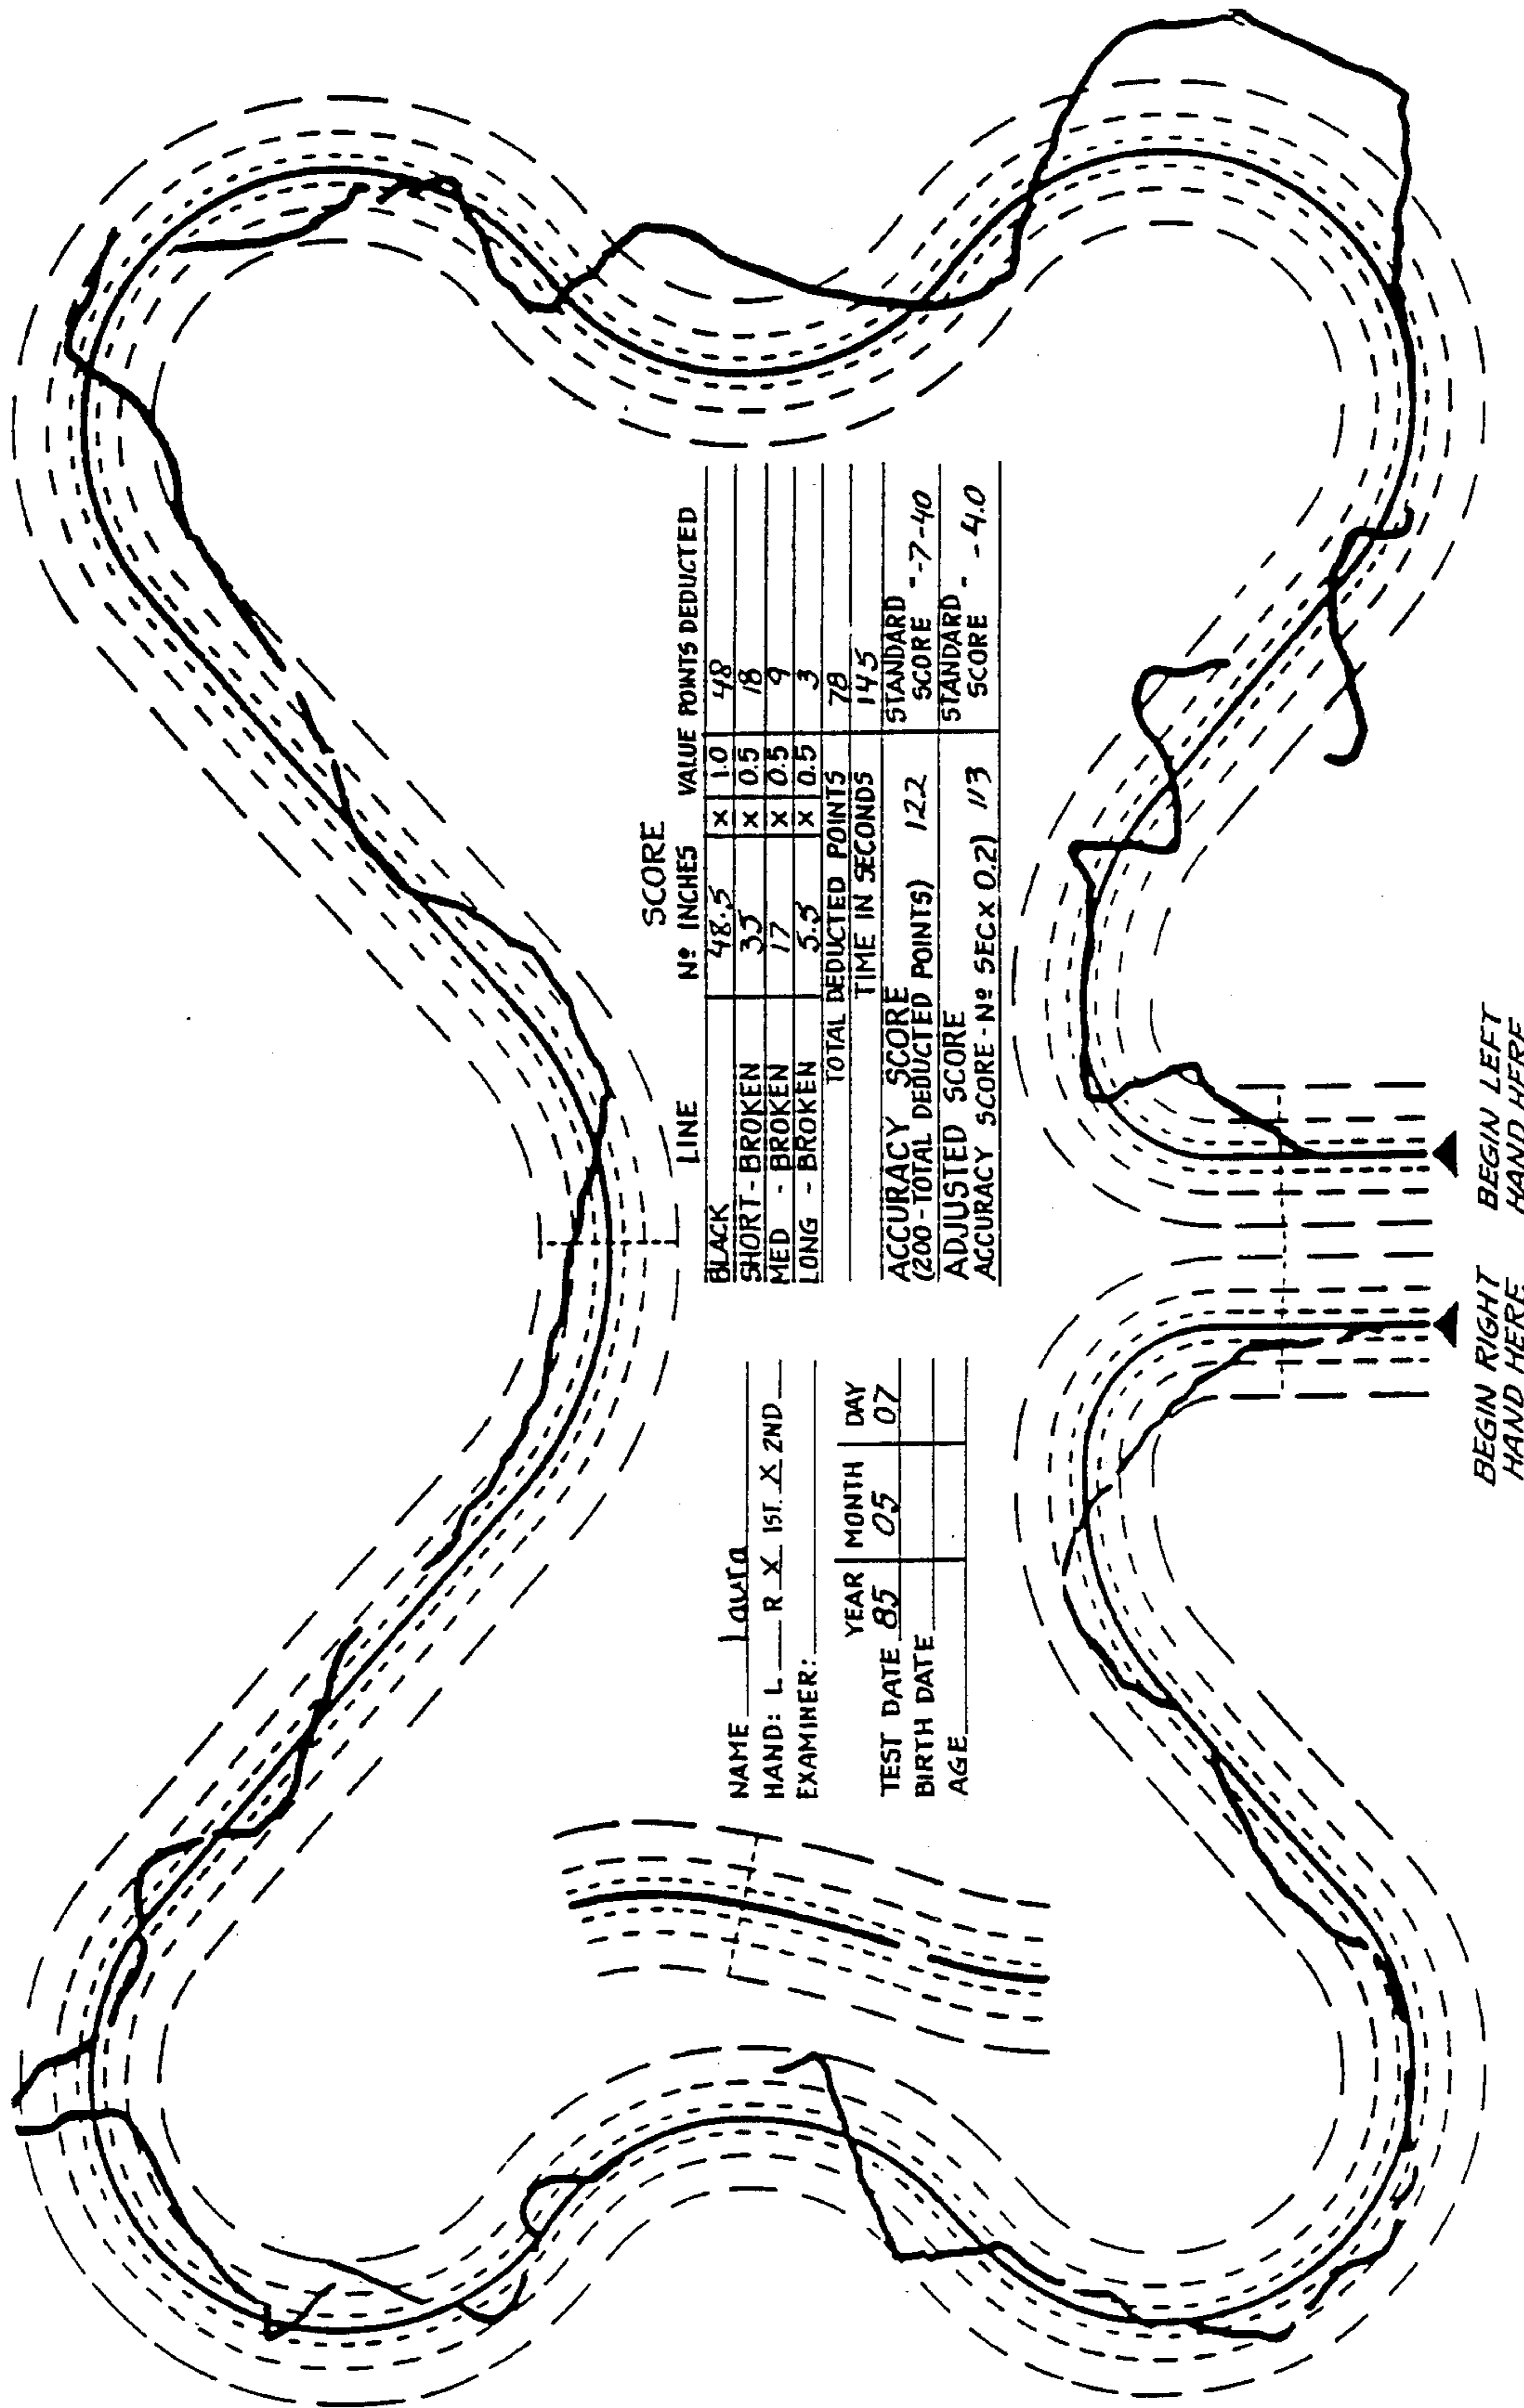 SCORE
LINE Nº INCHES VALUE POINTS DEDUCTED
BLACK 48.5 X 1.0 48
SHORT-BROKEN 35 X 0.5 18
MED - BROKEN 17 X 0.5 9
LONG - BROKEN 5.5 X 0.5 3
TOTAL DEDUCTED POINTS 78
TIME IN SECONDS 145
ACCURACY SCORE STANDARD
(200-TOTAL DEDUCTED POINTS) 122 SCORE - -7-40
ADJUSTED SCORE STANDARD
ACCURACY SCORE-Nº SEC X 0.2) 113 SCORE - -4.0
NAME Laura
HAND: L R X 1ST. X 2ND
EXAMINER:
YEAR MONTH DAY
TEST DATE 85 05 07
BIRTH DATE
AGE
BEGIN RIGHT
HAND HERE
BEGIN LEFT
HAND HERE